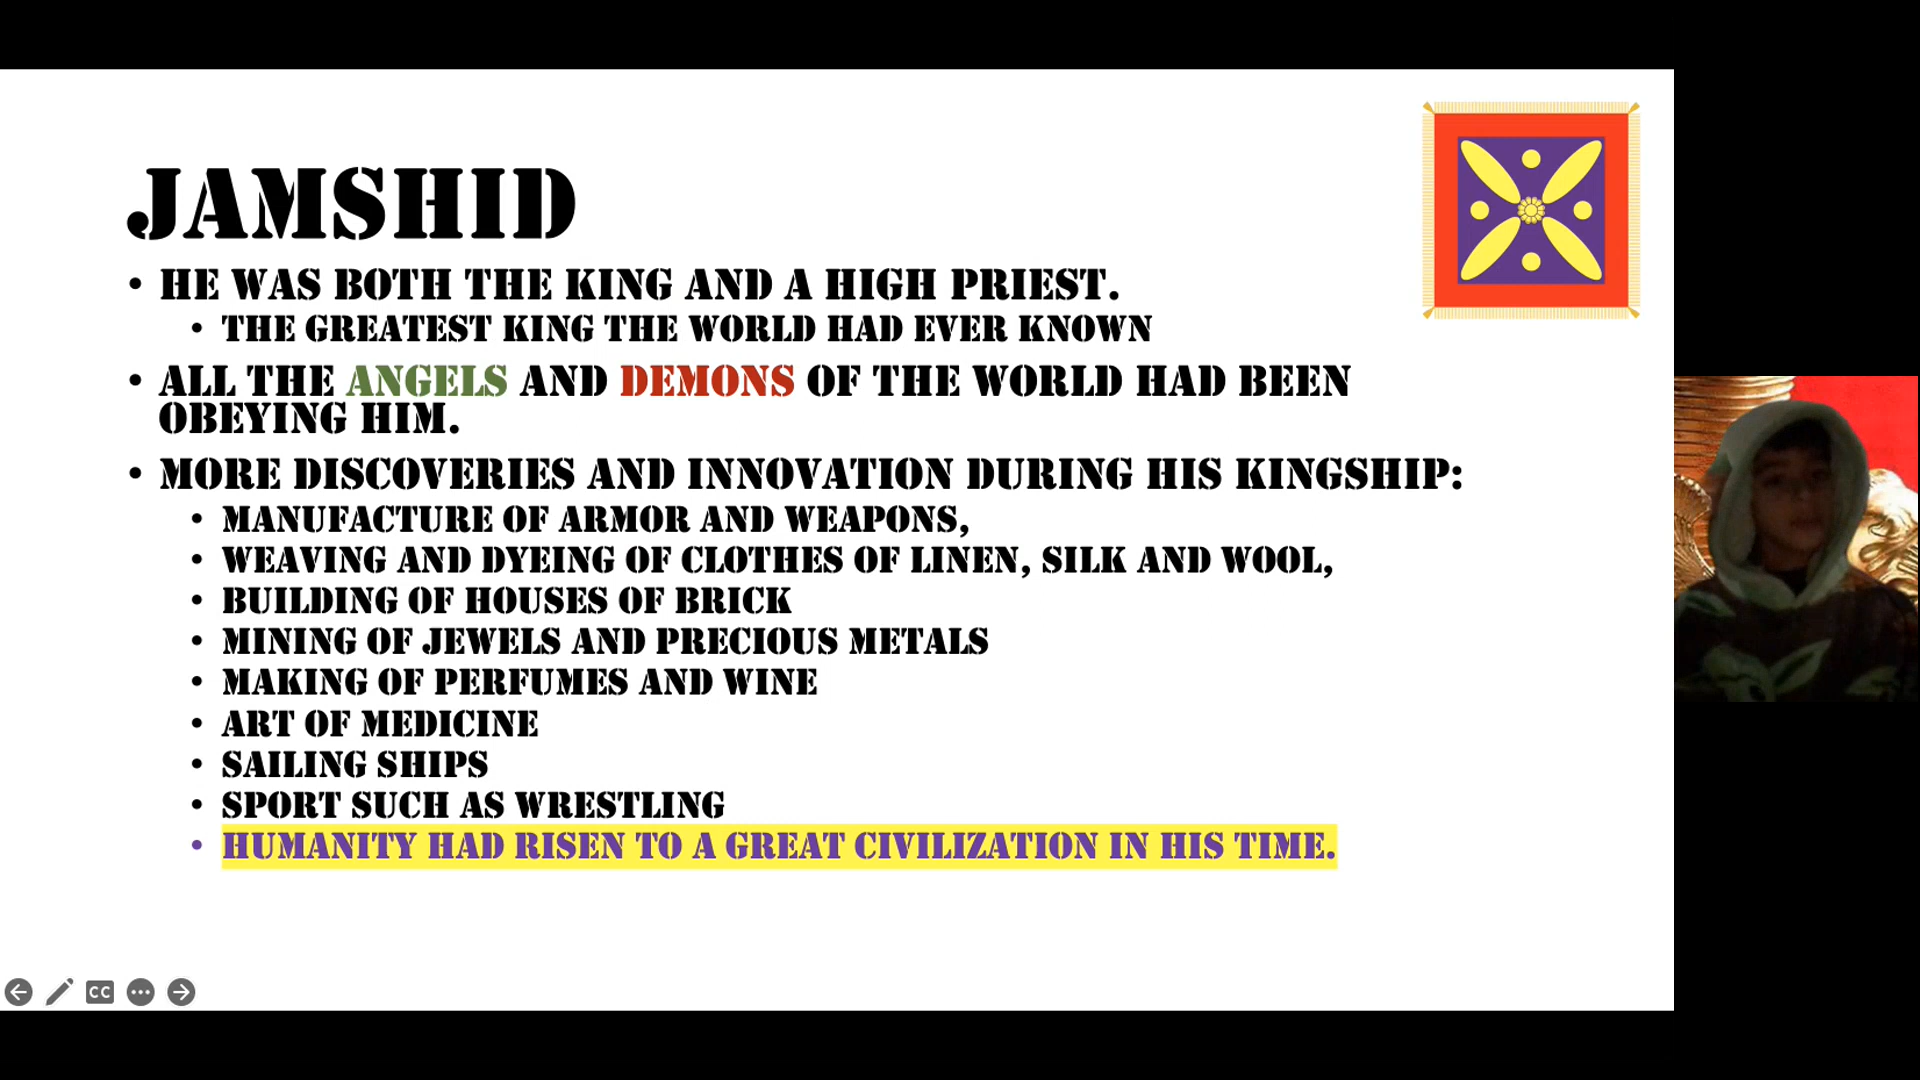 JAMSHID
• HE WAS BOTH THE KING AND A HIGH PRIEST.
• THE GREATEST KING THE WORLD HAD EVER KNOWN
• ALL THE ANGELS AND DEMONS OF THE WORLD HAD BEEN
OBEYING HIM.
• MORE DISCOVERIES AND INNOVATION DURING HIS KINGSHIP:
• MANUFACTURE OF ARMOR AND WEAPONS,
• WEAVING AND DYEING OF CLOTHES OF LINEN, SILK AND WOOL,
• BUILDING OF HOUSES OF BRICK
• MINING OF JEWELS AND PRECIOUS METALS
• MAKING OF PERFUMES AND WINE
• ART OF MEDICINE
• SAILING SHIPS
• SPORT SUCH AS WRESTLING
• HUMANITY HAD RISEN TO A GREAT CIVILIZATION IN HIS TIME.
CC